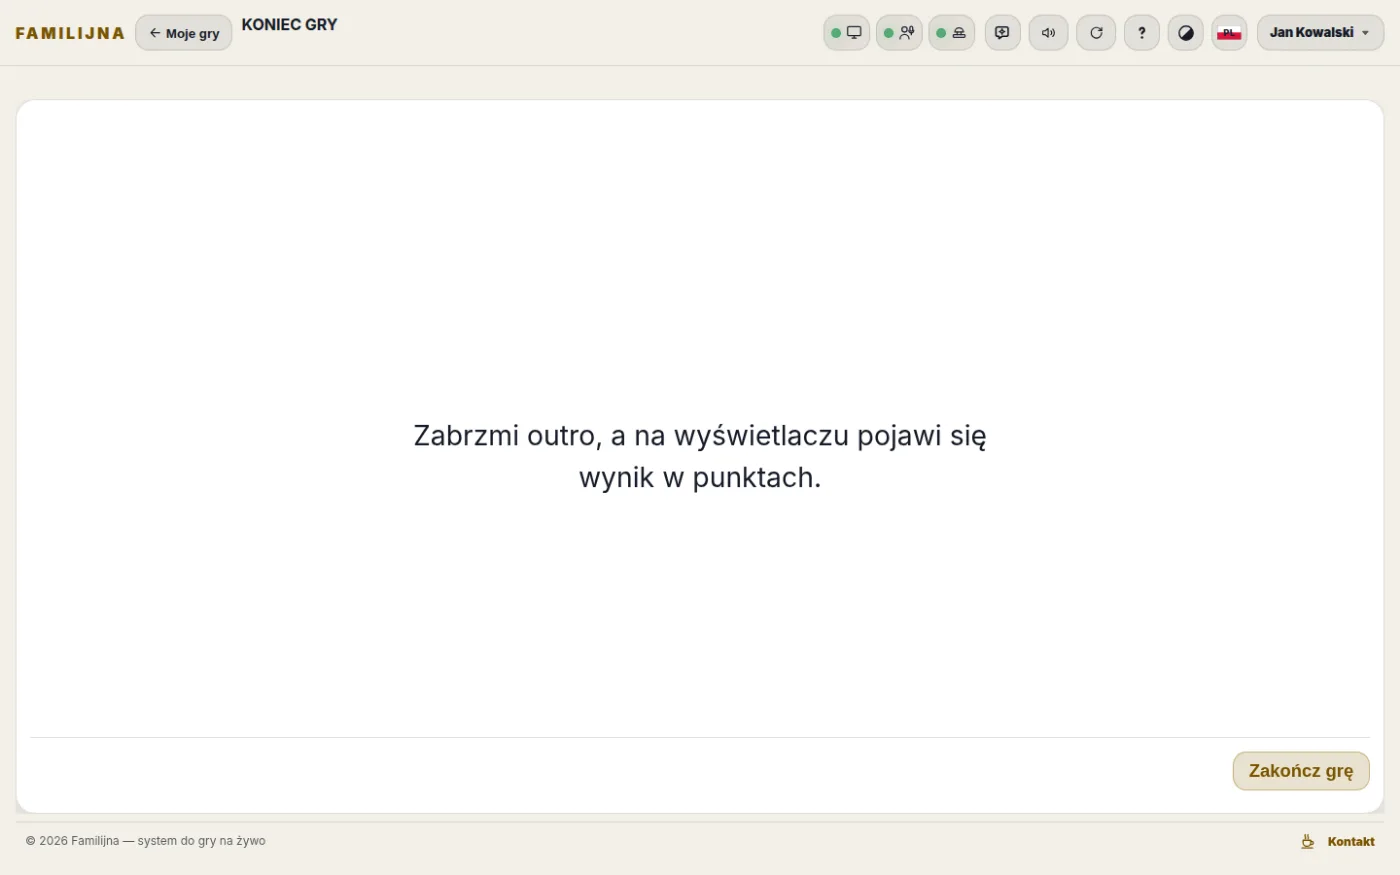 FAMILIJNA
← Moje gry
KONIEC GRY
?
PL
Jan Kowalski
Zabrzmi outro, a na wyświetlaczu pojawi się
wynik w punktach.
Zakończ grę
© 2026 Familijna — system do gry na żywo
Kontakt